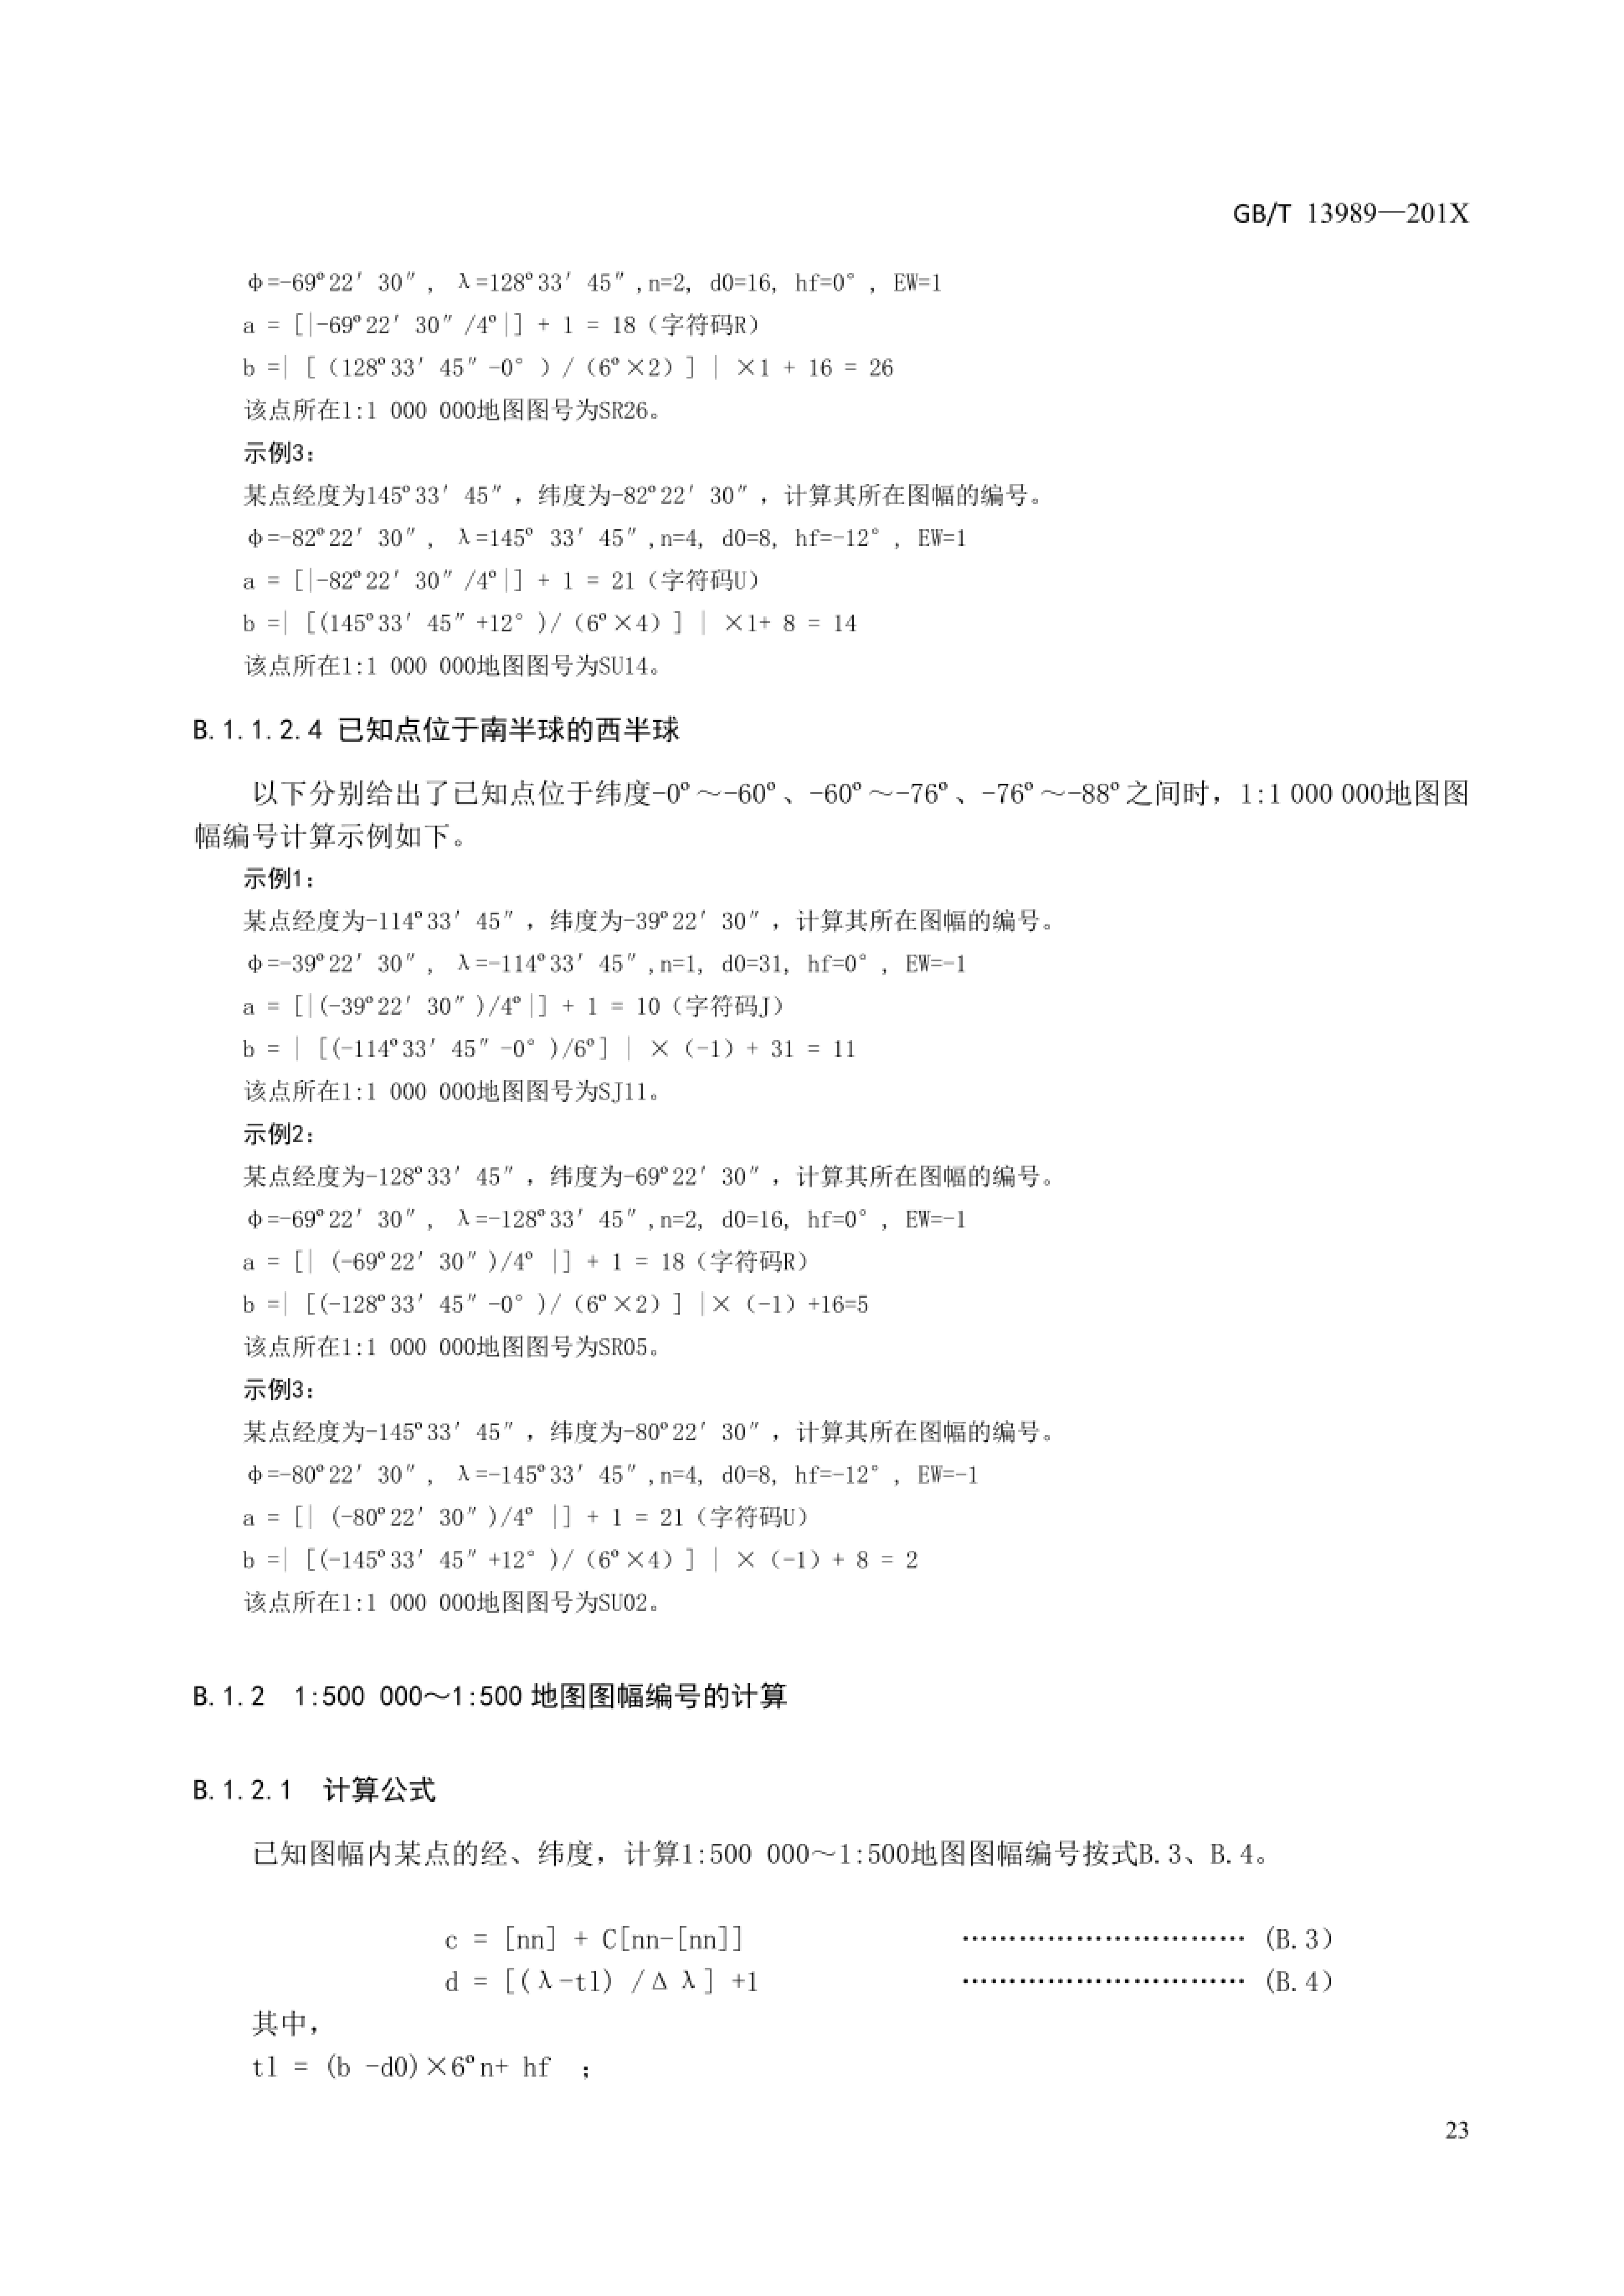 GB/T 13989—201X
φ=-69º22′ 30″, λ=128º33′ 45″,n=2, d0=16, hf=0°, EW=1
a = [|-69º22′ 30″/4º|] + 1 = 18（字符码R）
b =| [（128º33′ 45″-0°）/（6º×2）] | ×1 + 16 = 26
该点所在1:1 000 000地图图号为SR26。
示例3：
某点经度为145º33′ 45″，纬度为-82º22′ 30″，计算其所在图幅的编号。
φ=-82º22′ 30″, λ=145º 33′ 45″,n=4, d0=8, hf=-12°, EW=1
a = [|-82º22′ 30″/4º|] + 1 = 21（字符码U）
b =| [(145º33′ 45″+12°)/（6º×4）] | ×1+ 8 = 14
该点所在1:1 000 000地图图号为SU14。
B.1.1.2.4 已知点位于南半球的西半球
以下分别给出了已知点位于纬度-0º～-60º、-60º～-76º、-76º～-88º之间时，1:1 000 000地图图
幅编号计算示例如下。
示例1：
某点经度为-114º33′ 45″，纬度为-39º22′ 30″，计算其所在图幅的编号。
φ=-39º22′ 30″, λ=-114º33′ 45″,n=1, d0=31, hf=0°, EW=-1
a = [|(-39º22′ 30″)/4º|] + 1 = 10（字符码J）
b = | [(-114º33′ 45″-0°)/6º] | ×（-1）+ 31 = 11
该点所在1:1 000 000地图图号为SJ11。
示例2：
某点经度为-128º33′ 45″，纬度为-69º22′ 30″，计算其所在图幅的编号。
φ=-69º22′ 30″, λ=-128º33′ 45″,n=2, d0=16, hf=0°, EW=-1
a = [| (-69º22′ 30″)/4º |] + 1 = 18（字符码R）
b =| [(-128º33′ 45″-0°)/（6º×2）] |×（-1）+16=5
该点所在1:1 000 000地图图号为SR05。
示例3：
某点经度为-145º33′ 45″，纬度为-80º22′ 30″，计算其所在图幅的编号。
φ=-80º22′ 30″, λ=-145º33′ 45″,n=4, d0=8, hf=-12°, EW=-1
a = [| (-80º22′ 30″)/4º |] + 1 = 21（字符码U）
b =| [(-145º33′ 45″+12°)/（6º×4）] | ×（-1）+ 8 = 2
该点所在1:1 000 000地图图号为SU02。
B.1.2 1:500 000～1:500 地图图幅编号的计算
B.1.2.1 计算公式
已知图幅内某点的经、纬度，计算1:500 000～1:500地图图幅编号按式B.3、B.4。
c = [nn] + C[nn-[nn]] ……………………………（B.3）
d = [(λ-tl) /Δλ] +1 ……………………………（B.4）
其中，
tl = (b -d0)×6ºn+ hf ；
23